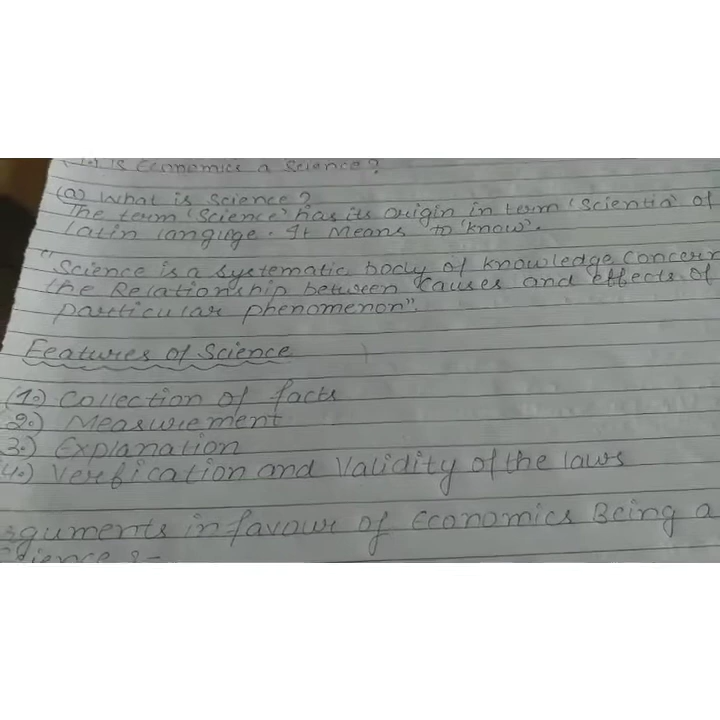 is Economics a Science?
(a) What is science?
The term 'Science' has its origin in term 'Scientia' of
Latin languge. It Means to 'know'.
"Science is a systematic body of knowledge concern
the Relationship between causes and effects of
particular phenomenon".
Features of Science
(1.) Collection of facts
2.) Measurement
3.) Explanation
4.) Verification and Validity of the laws
guments in favour of Economics Being a
cience :-